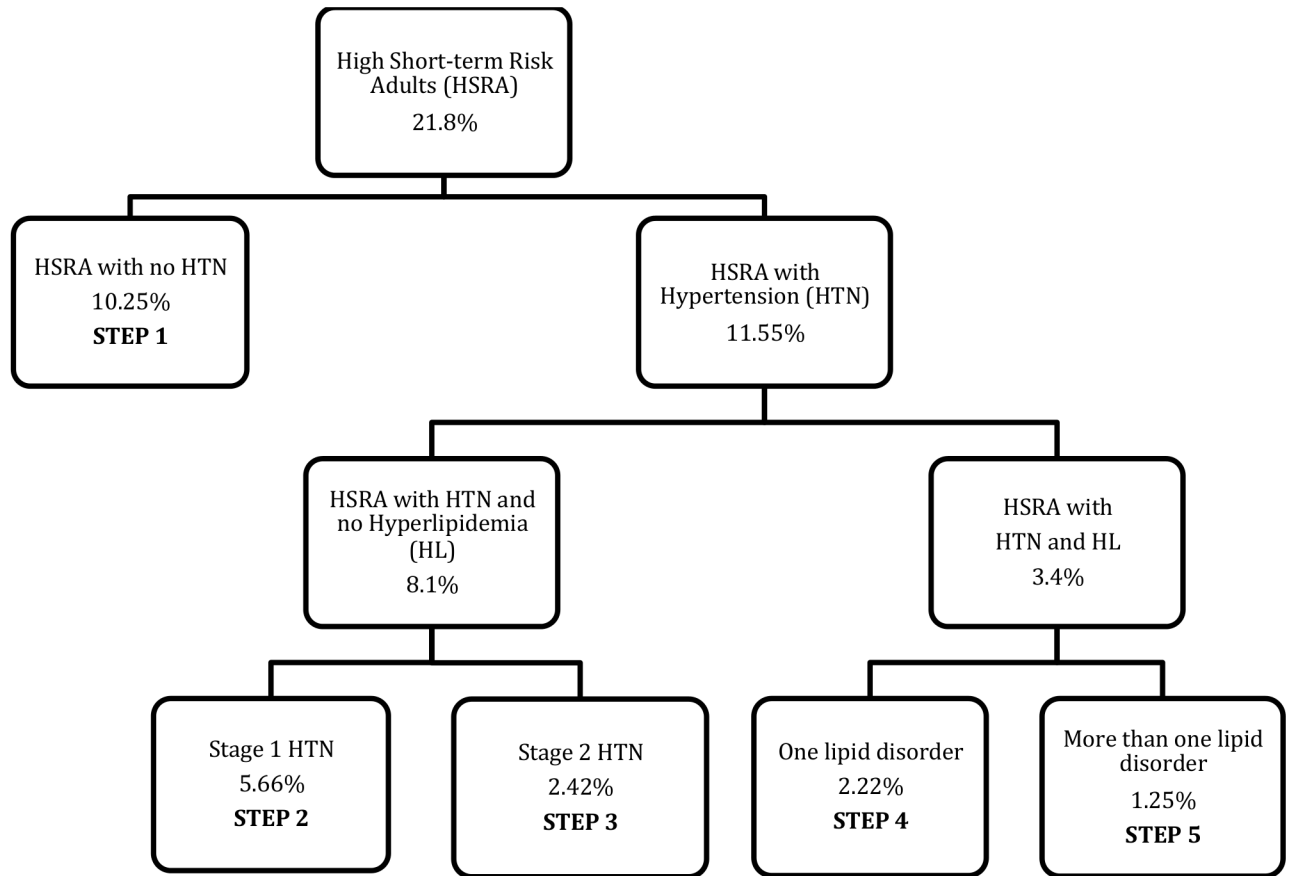 High Short-term Risk
Adults (HSRA)
21.8%
HSRA with no HTN
10.25%
STEP 1
HSRA with
Hypertension (HTN)
11.55%
HSRA with HTN and
no Hyperlipidemia
(HL)
8.1%
HSRA with
HTN and HL
3.4%
Stage 1 HTN
5.66%
STEP 2
Stage 2 HTN
2.42%
STEP 3
One lipid disorder
2.22%
STEP 4
More than one lipid
disorder
1.25%
STEP 5